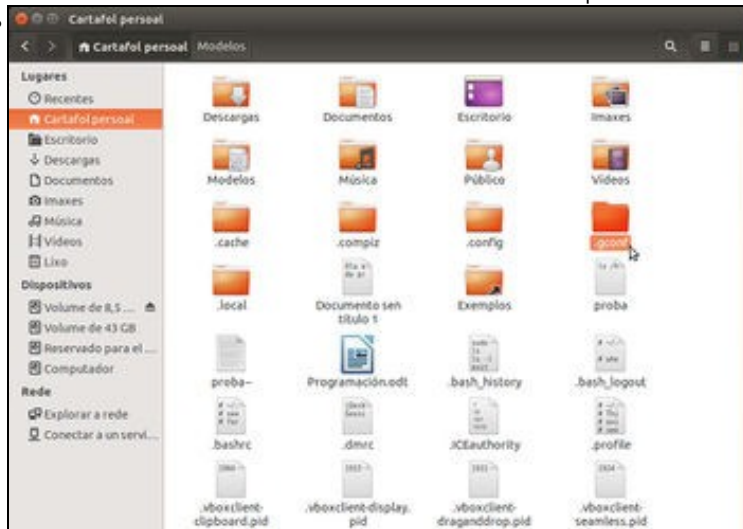 Cartafol persoal
Cartafol persoal Modelos
Lugares
Recentes
Cartafol persoal
Escritorio
Descargas
Documentos
Imaxes
Música
Vídeos
Lixo
Dispositivos
Volume de 8,5 ...
Volume de 43 GB
Reservado para el ...
Computador
Rede
Explorar a rede
Conectar a un servi...
Descargas Documentos Escritorio Imaxes
Modelos Música Público Vídeos
.cache .compiz .config .gconf
.local Documento sen título 1 Exemplos proba
proba~ Programación.odt .bash_history .bash_logout
.bashrc .dmrc .ICEauthority .profile
.vboxclient-clipboard.pid .vboxclient-display.pid .vboxclient-draganddrop.pid .vboxclient-seamless.pid